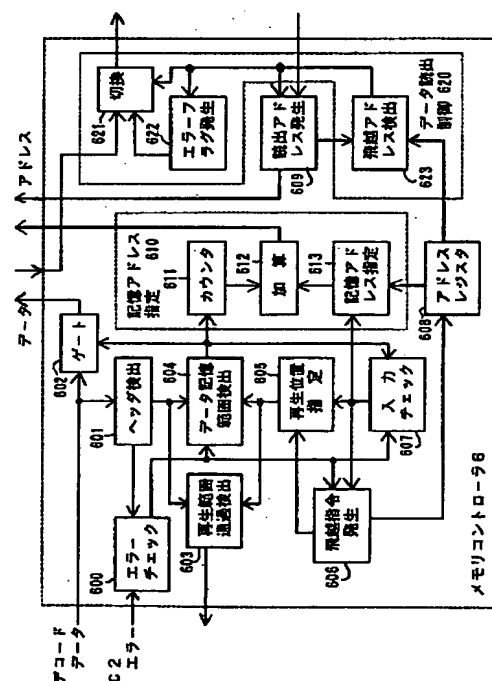 デコード
データ
C2
エラー
データ
アドレス
600
エラー
チェック
601
ヘッダ検出
602
ゲート
603
再生範囲
通過検出
604
データ記憶
範囲検出
605
再生位置
指定
606
飛越指令
発生
607
入力
チェック
608
アドレス
レジスタ
記憶アドレス
指定
610
611
カウンタ
612
加算
613
記憶アド
レス指定
621
切換
622
エラーフ
ラグ発生
読出アド
レス発生
609
飛越アド
レス検出
623
データ読出
制御 620
メモリコントローラ6